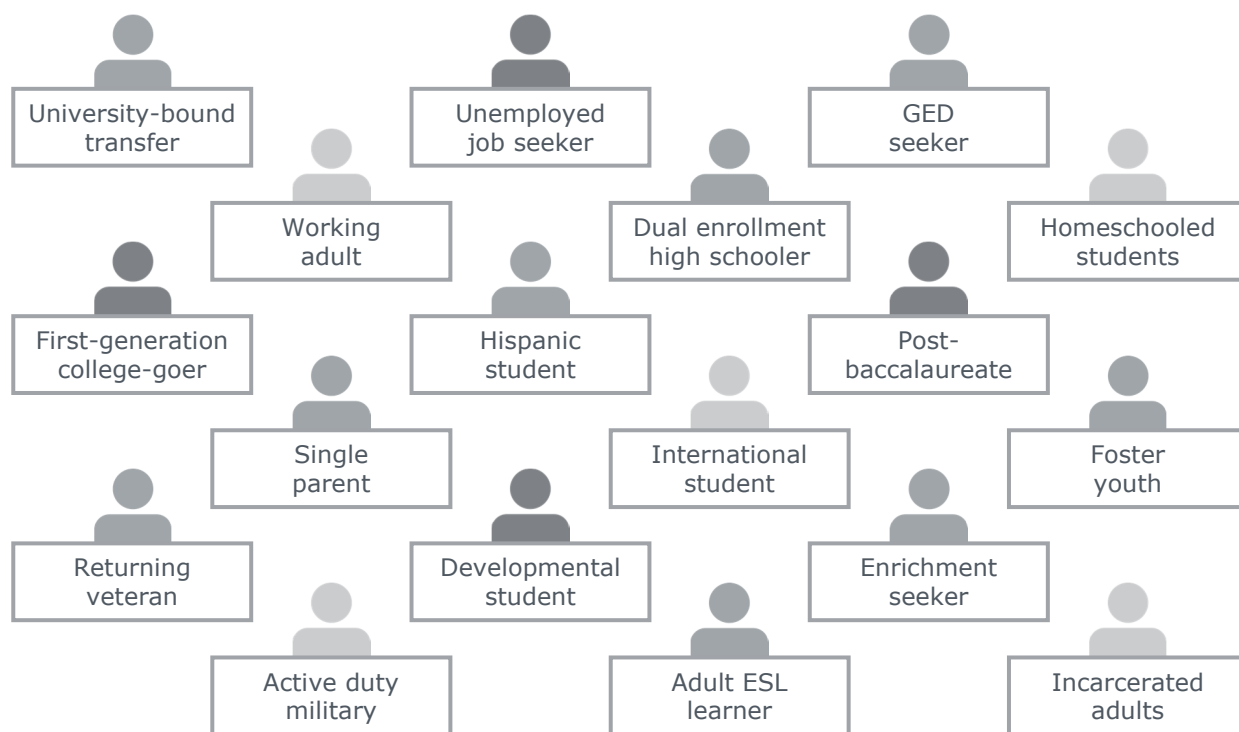 University-bound
transfer
Unemployed
job seeker
GED
seeker
Working
adult
Dual enrollment
high schooler
Homeschooled
students
First-generation
college-goer
Hispanic
student
Post-
baccalaureate
Single
parent
International
student
Foster
youth
Returning
veteran
Developmental
student
Enrichment
seeker
Active duty
military
Adult ESL
learner
Incarcerated
adults